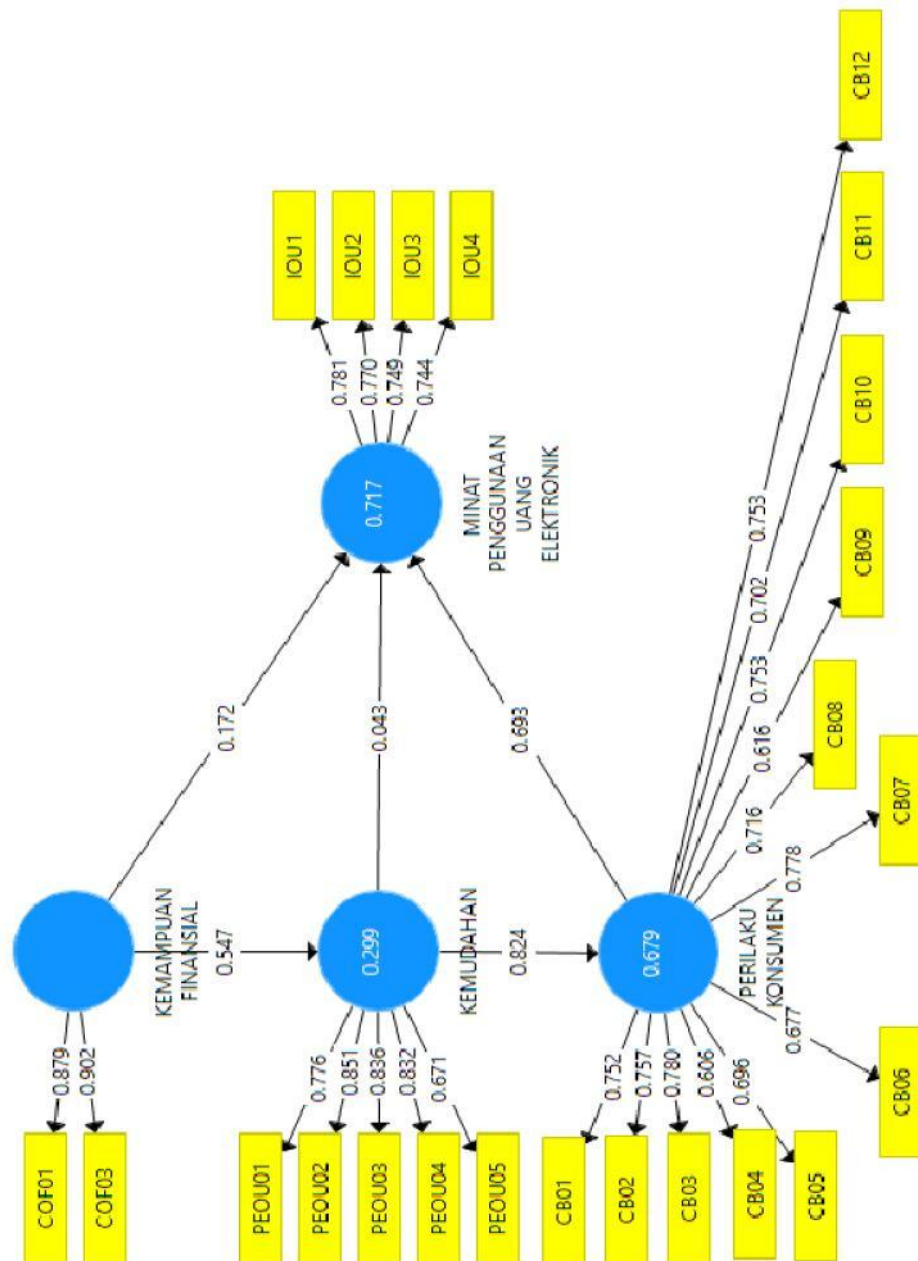 COF01
COF03
0.879
0.902
KEMAMPUAN
FINANSIAL
0.172
0.547
IOU1
IOU2
IOU3
IOU4
0.781
0.770
0.749
0.744
0.717
MINAT
PENGGUNAAN
UANG
ELEKTRONIK
PEOU01
PEOU02
PEOU03
PEOU04
PEOU05
0.776
0.851
0.836
0.832
0.671
0.299
KEMUDAHAN
0.043
0.824
0.693
CB01
CB02
CB03
CB04
CB05
0.752
0.757
0.780
0.606
0.696
0.679
PERILAKU
KONSUMEN
0.677
0.778
0.716
0.616
0.753
0.702
0.753
CB06
CB07
CB08
CB09
CB10
CB11
CB12